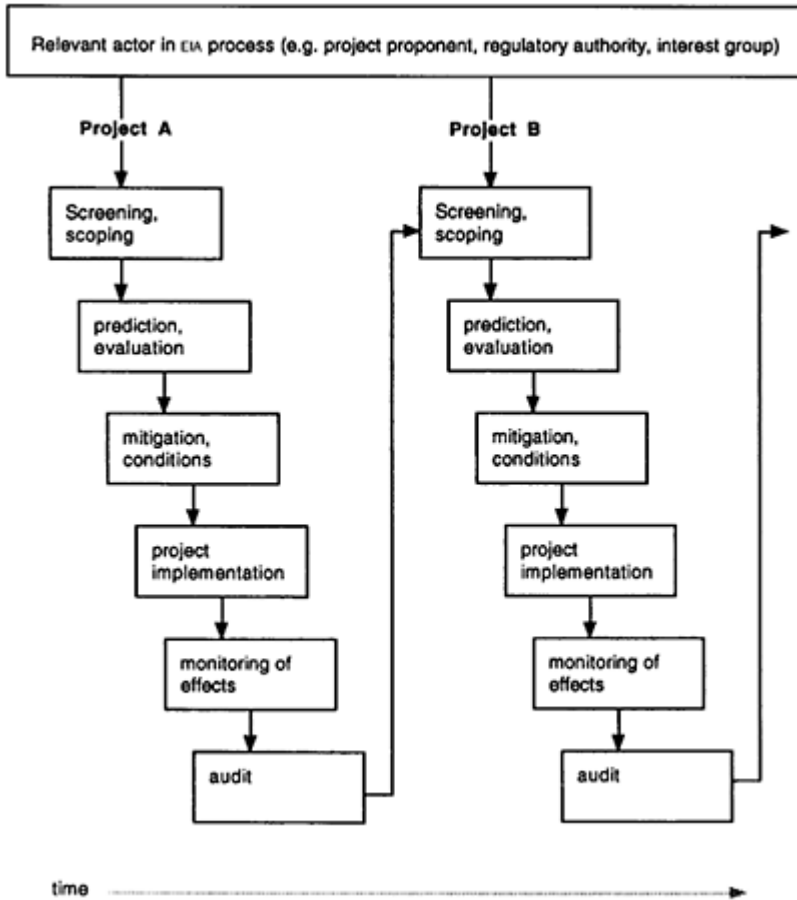 Relevant actor in EIA process (e.g. project proponent, regulatory authority, interest group)
Project A
Screening,
scoping
prediction,
evaluation
mitigation,
conditions
project
implementation
monitoring of
effects
audit
Project B
Screening,
scoping
prediction,
evaluation
mitigation,
conditions
project
implementation
monitoring of
effects
audit
time